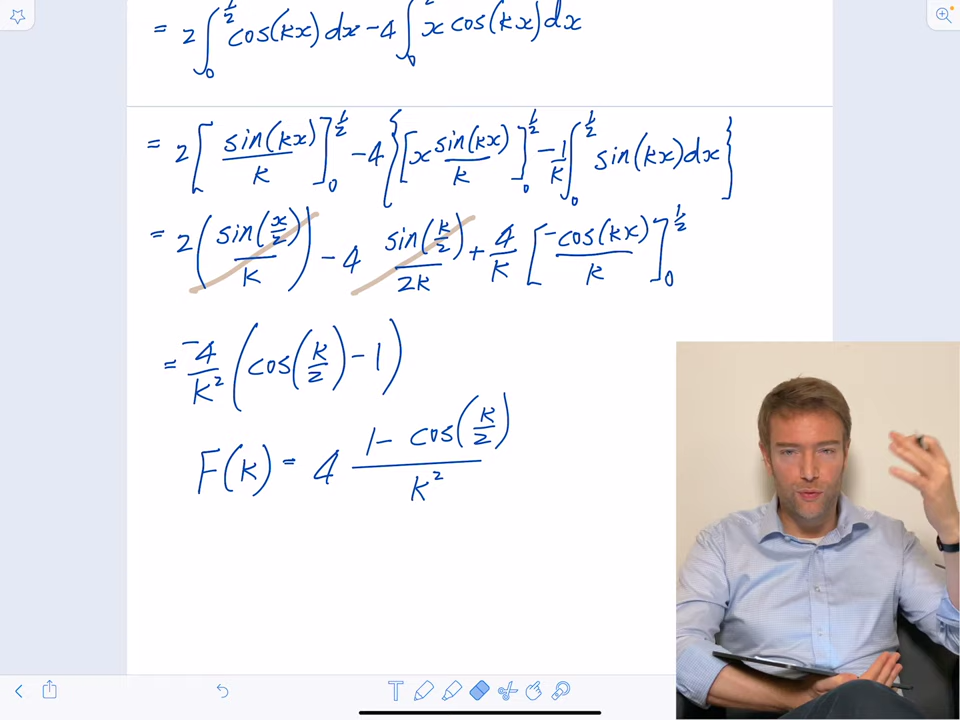 = 2 ∫₀^½ cos(kx) dx - 4 ∫₀ x cos(kx) dx
= 2 [ sin(kx) / k ]₀^½ - 4 { [ x sin(kx) / k ]₀^½ - 1/k ∫₀^½ sin(kx) dx }
= 2 ( sin(x/2) / k ) - 4 sin(k/2) / 2k + 4/k [ -cos(kx) / k ]₀^½
= -4/k² ( cos(k/2) - 1 )
F(k) = 4 (1 - cos(k/2)) / k²
T